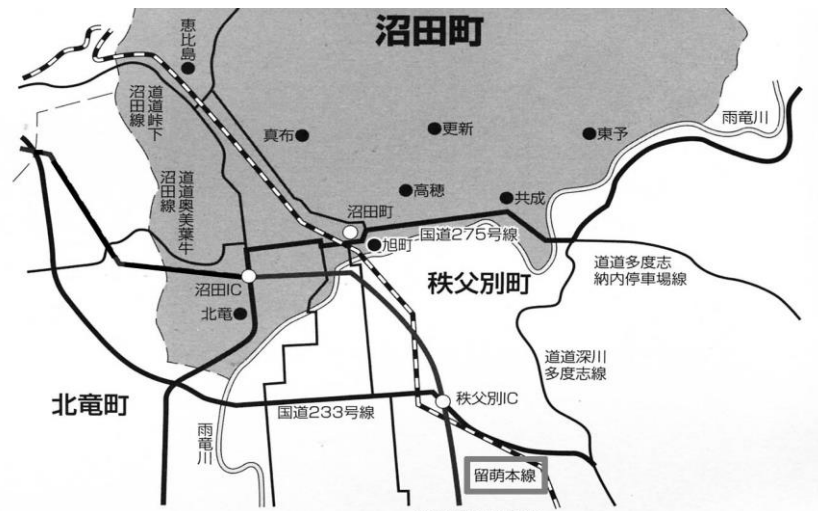 沼田町
恵比島
雨竜川
道道峠下
沼田線
真布
更新
東予
道道奥美葉牛
沼田線
高穂
共成
沼田町
国道275号線
旭町
道道多度志
納内停車場線
秩父別町
沼田IC
北竜
道道深川
多度志線
北竜町
国道233号線
秩父別IC
雨竜川
留萌本線